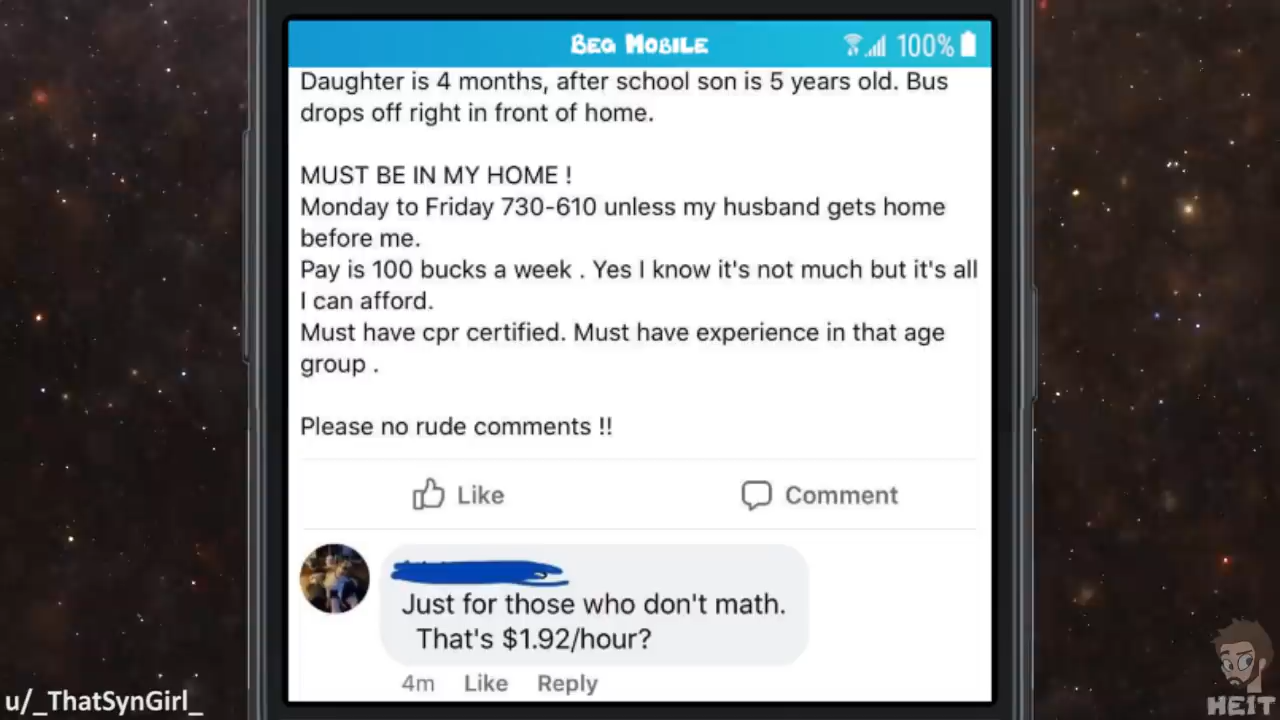 BEG MOBILE
100%
Daughter is 4 months, after school son is 5 years old. Bus
drops off right in front of home.
MUST BE IN MY HOME !
Monday to Friday 730-610 unless my husband gets home
before me.
Pay is 100 bucks a week . Yes I know it's not much but it's all
I can afford.
Must have cpr certified. Must have experience in that age
group .
Please no rude comments !!
Like
Comment
Just for those who don't math.
That's $1.92/hour?
4m Like Reply
u/_ThatSynGirl_
HEIT